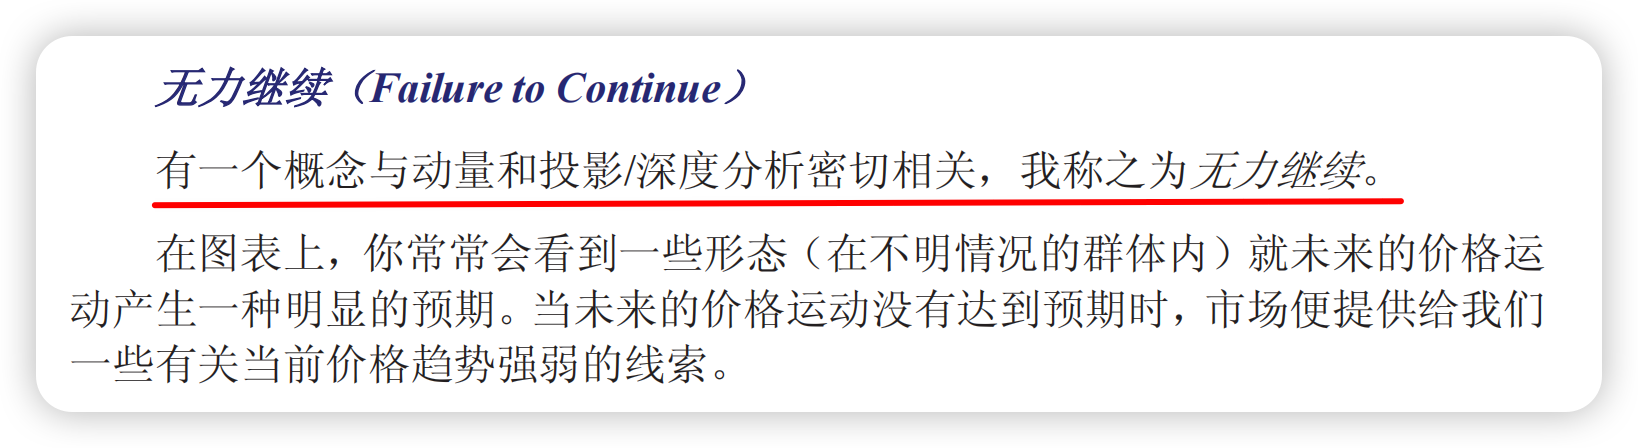 无力继续（Failure to Continue）
有一个概念与动量和投影/深度分析密切相关，我称之为无力继续。
在图表上，你常常会看到一些形态（在不明情况的群体内）就未来的价格运
动产生一种明显的预期。当未来的价格运动没有达到预期时，市场便提供给我们
一些有关当前价格趋势强弱的线索。